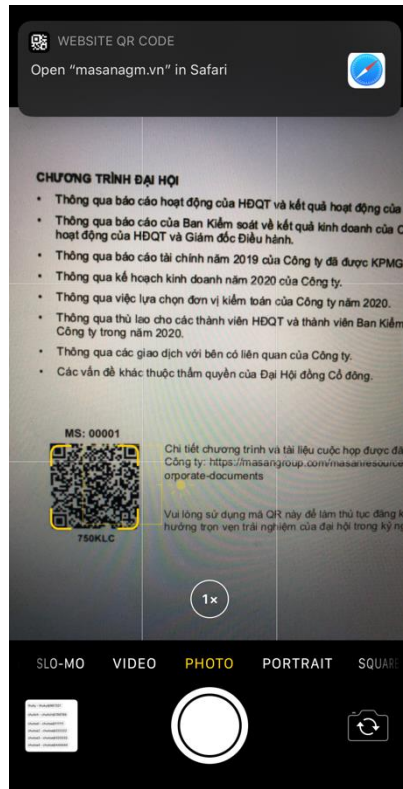 WEBSITE QR CODE
Open “masanagm.vn” in Safari
CHƯƠNG TRÌNH ĐẠI HỘI
• Thông qua báo cáo hoạt động của HĐQT và kết quả hoạt động của
• Thông qua báo cáo của Ban Kiểm soát về kết quả kinh doanh của C
hoạt động của HĐQT và Giám đốc Điều hành.
• Thông qua báo cáo tài chính năm 2019 của Công ty đã được KPMG
• Thông qua kế hoạch kinh doanh năm 2020 của Công ty.
• Thông qua việc lựa chọn đơn vị kiểm toán của Công ty năm 2020.
• Thông qua thù lao cho các thành viên HĐQT và thành viên Ban Kiểm
Công ty trong năm 2020.
• Thông qua các giao dịch với bên có liên quan của Công ty.
• Các vấn đề khác thuộc thẩm quyền của Đại Hội đồng Cổ đông.
MS: 00001
Chi tiết chương trình và tài liệu cuộc họp được đă
Công ty: https://masangroup.com/masanresource
orporate-documents
750KLC
Vui lòng sử dụng mã QR này để làm thủ tục đăng k
hưởng trọn vẹn trải nghiệm của đại hội trong kỷ ng
1×
SLO-MO VIDEO PHOTO PORTRAIT SQUARE